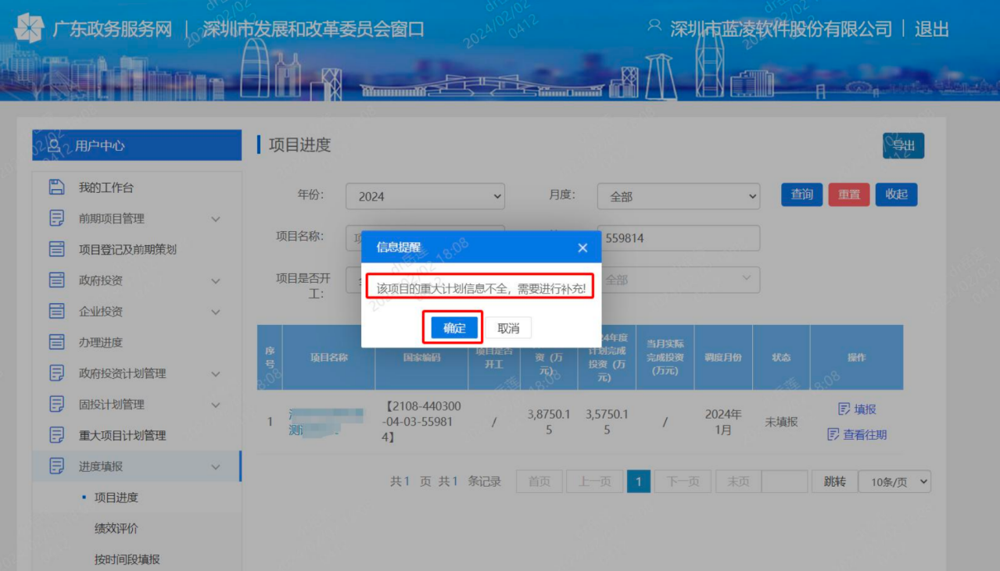 广东政务服务网 | 深圳市发展和改革委员会窗口
深圳市蓝凌软件股份有限公司 | 退出
用户中心
我的工作台
前期项目管理
项目登记及前期策划
政府投资
企业投资
办理进度
政府投资计划管理
固投计划管理
重大项目计划管理
进度填报
项目进度
绩效评价
按时间段填报
项目进度
导出
年份: 2024 月度: 全部 查询 重置 收起
项目名称: 559814
项目是否开工: 全部
信息提醒 ×
该项目的重大计划信息不全，需要进行补充!
确定 取消
序号 项目名称 国家编码 项目是否开工 资（万元） 计划完成投资（万元） 当月实际完成投资（万元） 调度月份 状态 操作
1 【2108-440300-04-03-559814】 / 3,8750.15 3,5750.15 / 2024年1月 未填报 填报
查看往期
共1 页 共1 条记录 首页 上一页 1 下一页 末页 跳转 10条/页
2024/02/02
0412
18:08